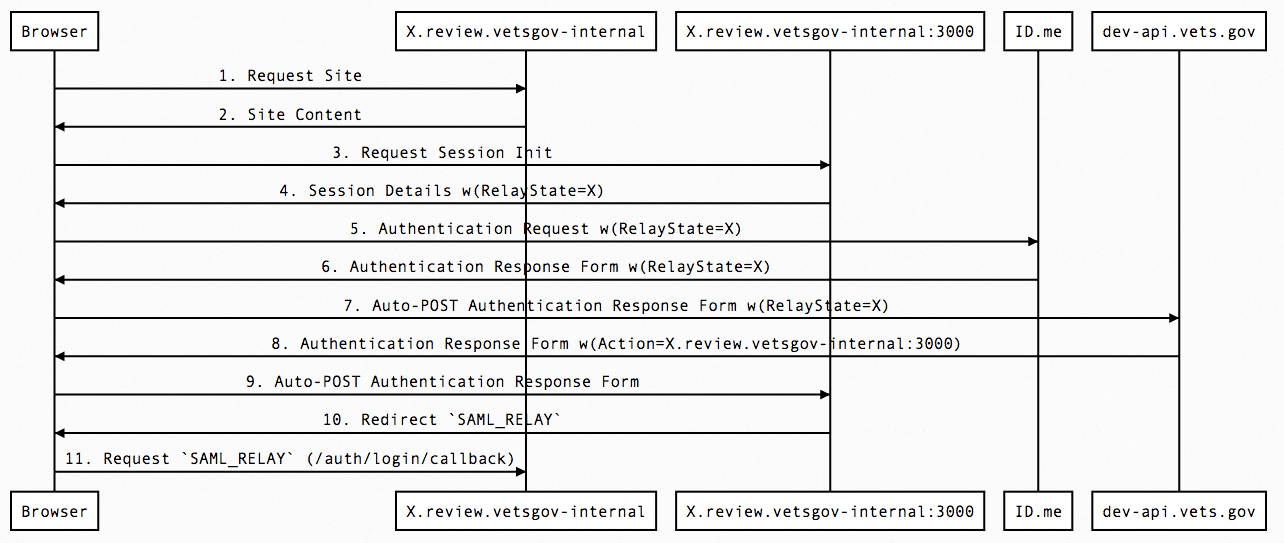 Browser X.review.vetsgov-internal X.review.vetsgov-internal:3000 ID.me dev-api.vets.gov
1. Request Site
2. Site Content
3. Request Session Init
4. Session Details w(RelayState=X)
5. Authentication Request w(RelayState=X)
6. Authentication Response Form w(RelayState=X)
7. Auto-POST Authentication Response Form w(RelayState=X)
8. Authentication Response Form w(Action=X.review.vetsgov-internal:3000)
9. Auto-POST Authentication Response Form
10. Redirect `SAML_RELAY`
11. Request `SAML_RELAY` (/auth/login/callback)
Browser X.review.vetsgov-internal X.review.vetsgov-internal:3000 ID.me dev-api.vets.gov